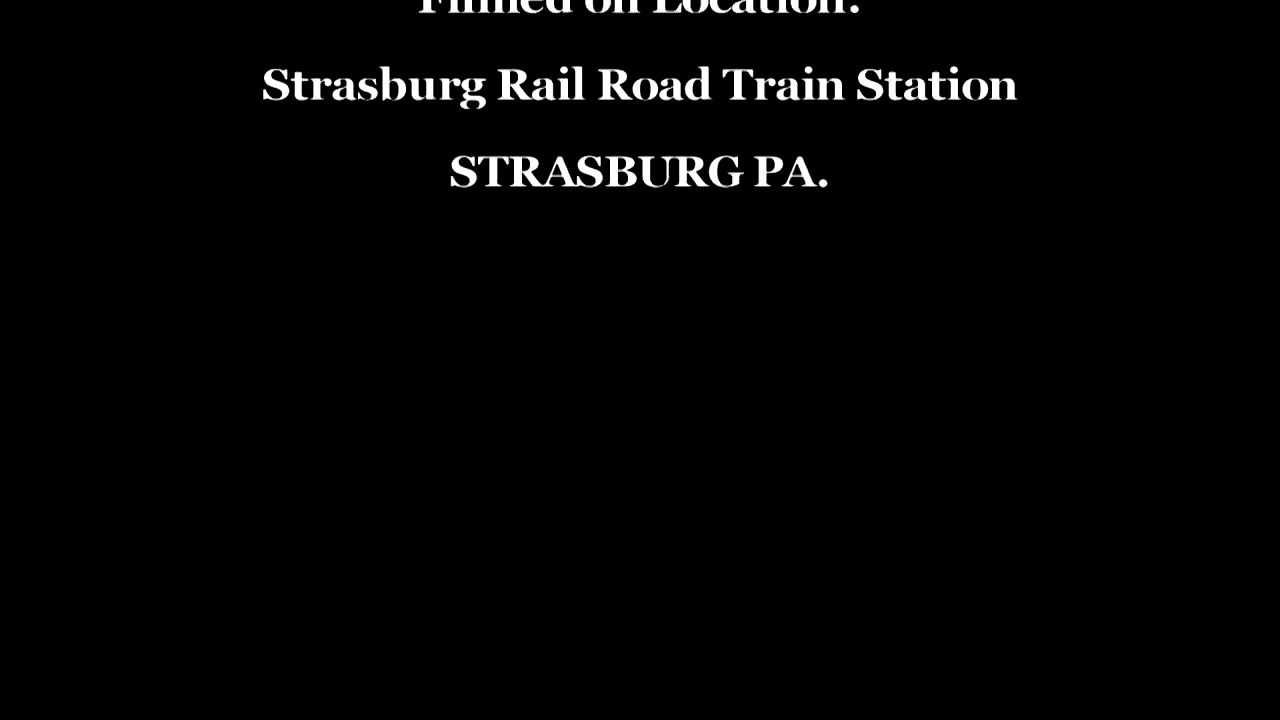 Filmed on Location:
Strasburg Rail Road Train Station
STRASBURG PA.